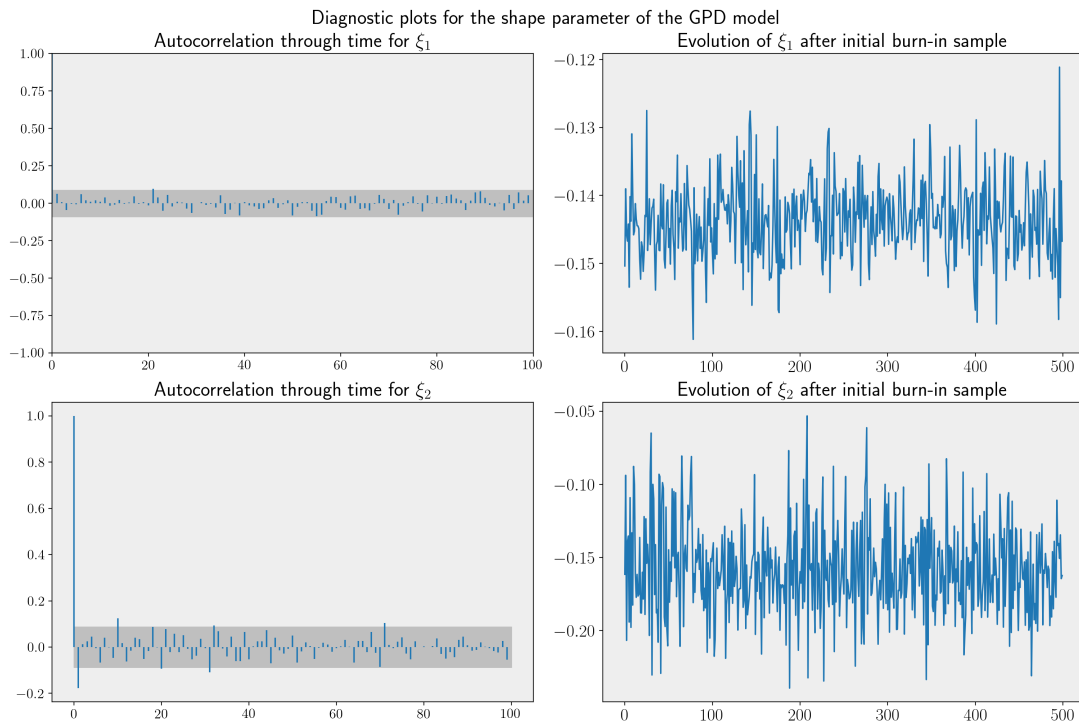 Diagnostic plots for the shape parameter of the GPD model
Autocorrelation through time for ξ₁
1.00
0.75
0.50
0.25
0.00
−0.25
−0.50
−0.75
−1.00
0 20 40 60 80 100
Evolution of ξ₁ after initial burn-in sample
−0.12
−0.13
−0.14
−0.15
−0.16
0 100 200 300 400 500
Autocorrelation through time for ξ₂
1.0
0.8
0.6
0.4
0.2
0.0
−0.2
0 20 40 60 80 100
Evolution of ξ₂ after initial burn-in sample
−0.05
−0.10
−0.15
−0.20
0 100 200 300 400 500